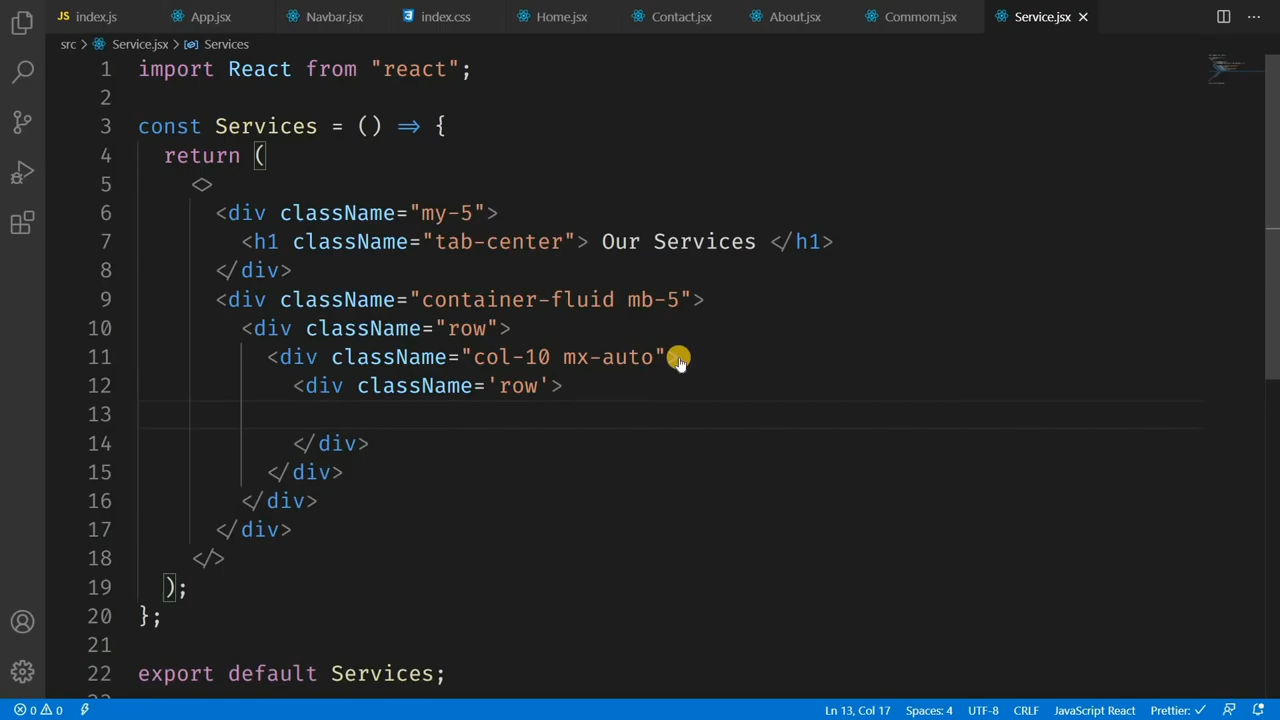 JS index.js App.jsx Navbar.jsx index.css Home.jsx Contact.jsx About.jsx Commom.jsx Service.jsx
src > Service.jsx > Services
1 import React from "react";
2
3 const Services = () => {
4 return (
5 <>
6 <div className="my-5">
7 <h1 className="tab-center"> Our Services </h1>
8 </div>
9 <div className="container-fluid mb-5">
10 <div className="row">
11 <div className="col-10 mx-auto">
12 <div className='row'>
13
14 </div>
15 </div>
16 </div>
17 </div>
18 </>
19 );
20 };
21
22 export default Services;
0 0 Ln 13, Col 17 Spaces: 4 UTF-8 CRLF JavaScript React Prettier: ✓